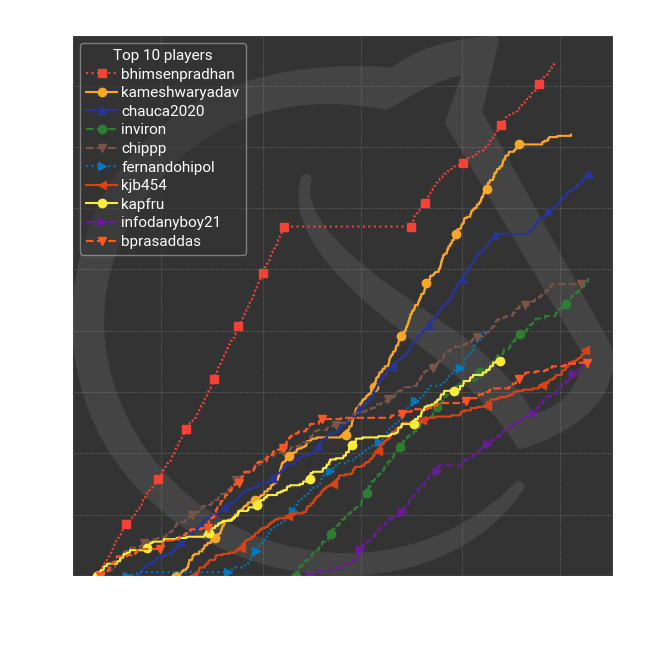 Top 10 players
bhimsenpradhan
kameshwaryadav
chauca2020
inviron
chippp
fernandohipol
kjb454
kapfru
infodanyboy21
bprasaddas